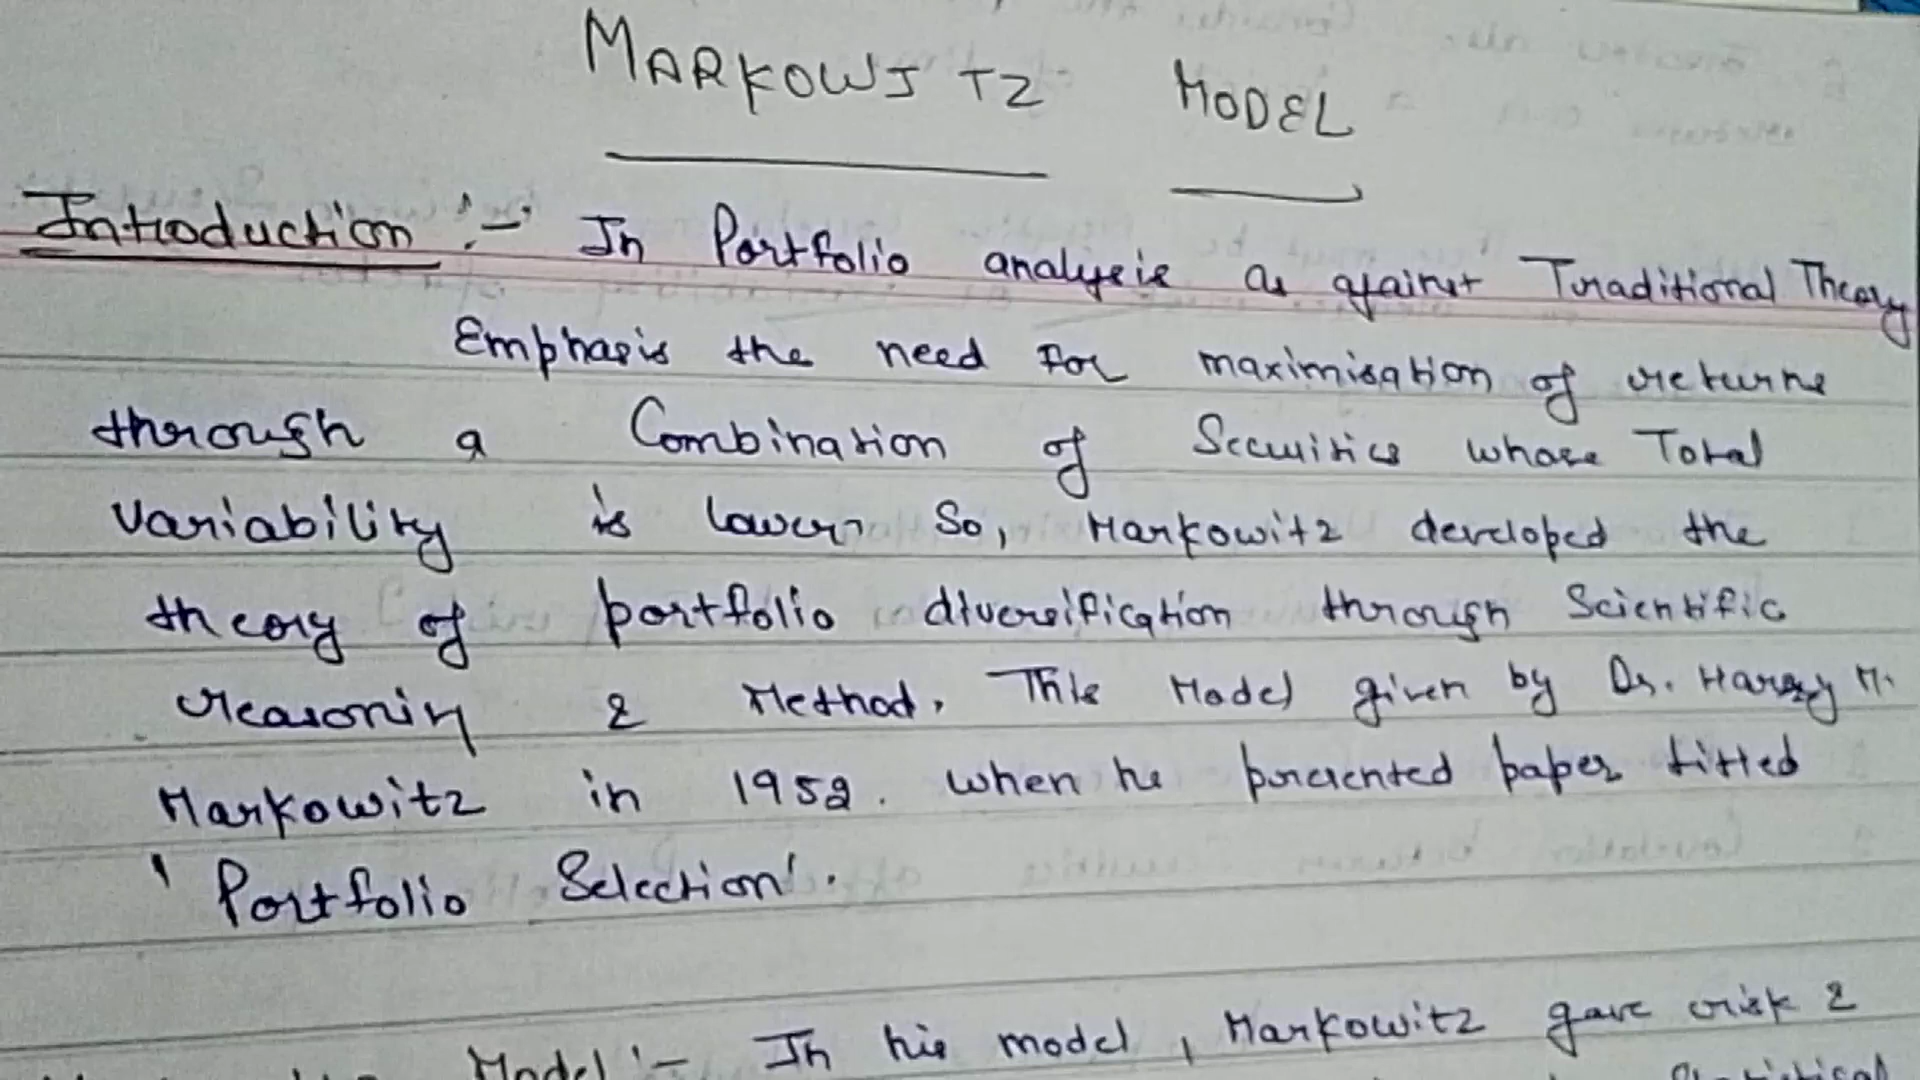 MARKOWITZ MODEL
Introduction :- In Portfolio analysis as against Traditional Theory
Emphasis the need for maximisation of returns
through a Combination of Securities whose Total
variability is lower. So, Markowitz developed the
theory of portfolio diversification through Scientific
reasoning & Method. This Model given by Dr. Harry M.
Markowitz in 1952. When he presented paper titled
'Portfolio Selection'.
Model :- In his model, Markowitz gave risk &
Statistical